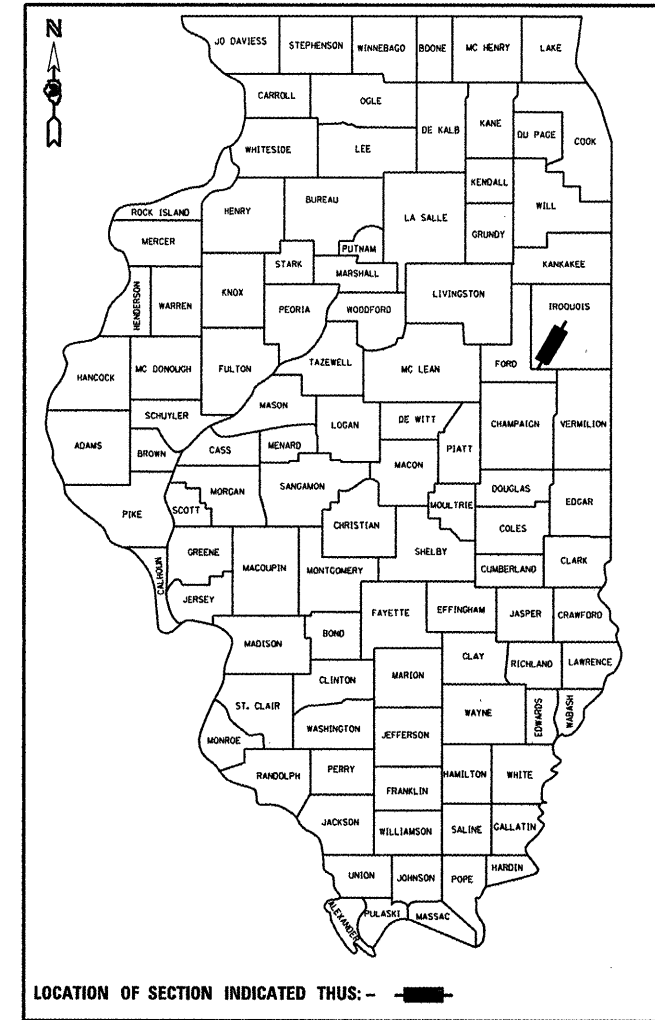 N
JO DAVIESS
STEPHENSON
WINNEBAGO
BOONE
MC HENRY
LAKE
CARROLL
OGLE
DE KALB
KANE
DU PAGE
COOK
WHITESIDE
LEE
KENDALL
WILL
ROCK ISLAND
HENRY
BUREAU
LA SALLE
GRUNDY
MERCER
PUTNAM
KANKAKEE
STARK
MARSHALL
HENDERSON
WARREN
KNOX
PEORIA
WOODFORD
LIVINGSTON
IROQUOIS
HANCOCK
MC DONOUGH
FULTON
TAZEWELL
MC LEAN
FORD
SCHUYLER
MASON
LOGAN
DE WITT
CHAMPAIGN
VERMILION
ADAMS
BROWN
CASS
MENARD
PIATT
MACON
MORGAN
SANGAMON
DOUGLAS
EDGAR
PIKE
SCOTT
CHRISTIAN
MOULTRIE
COLES
GREENE
MACOUPIN
MONTGOMERY
SHELBY
CUMBERLAND
CLARK
CALHOUN
JERSEY
FAYETTE
EFFINGHAM
JASPER
CRAWFORD
MADISON
BOND
CLAY
RICHLAND
LAWRENCE
CLINTON
MARION
ST. CLAIR
WAYNE
EDWARDS
WABASH
WASHINGTON
JEFFERSON
MONROE
RANDOLPH
PERRY
HAMILTON
WHITE
FRANKLIN
JACKSON
WILLIAMSON
SALINE
GALLATIN
UNION
JOHNSON
POPE
HARDIN
ALEXANDER
PULASKI
MASSAC
LOCATION OF SECTION INDICATED THUS: -